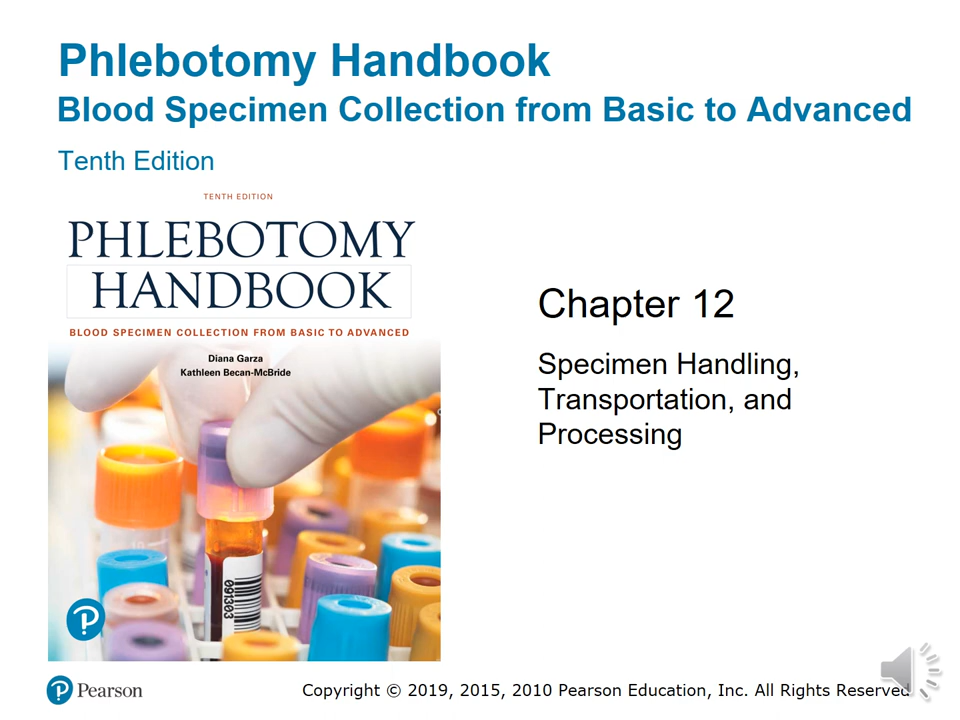 Phlebotomy Handbook
Blood Specimen Collection from Basic to Advanced
Tenth Edition
TENTH EDITION
PHLEBOTOMY
HANDBOOK
BLOOD SPECIMEN COLLECTION FROM BASIC TO ADVANCED
Diana Garza
Kathleen Becan-McBride
091303
P
Chapter 12
Specimen Handling,
Transportation, and
Processing
P Pearson
Copyright © 2019, 2015, 2010 Pearson Education, Inc. All Rights Reserved